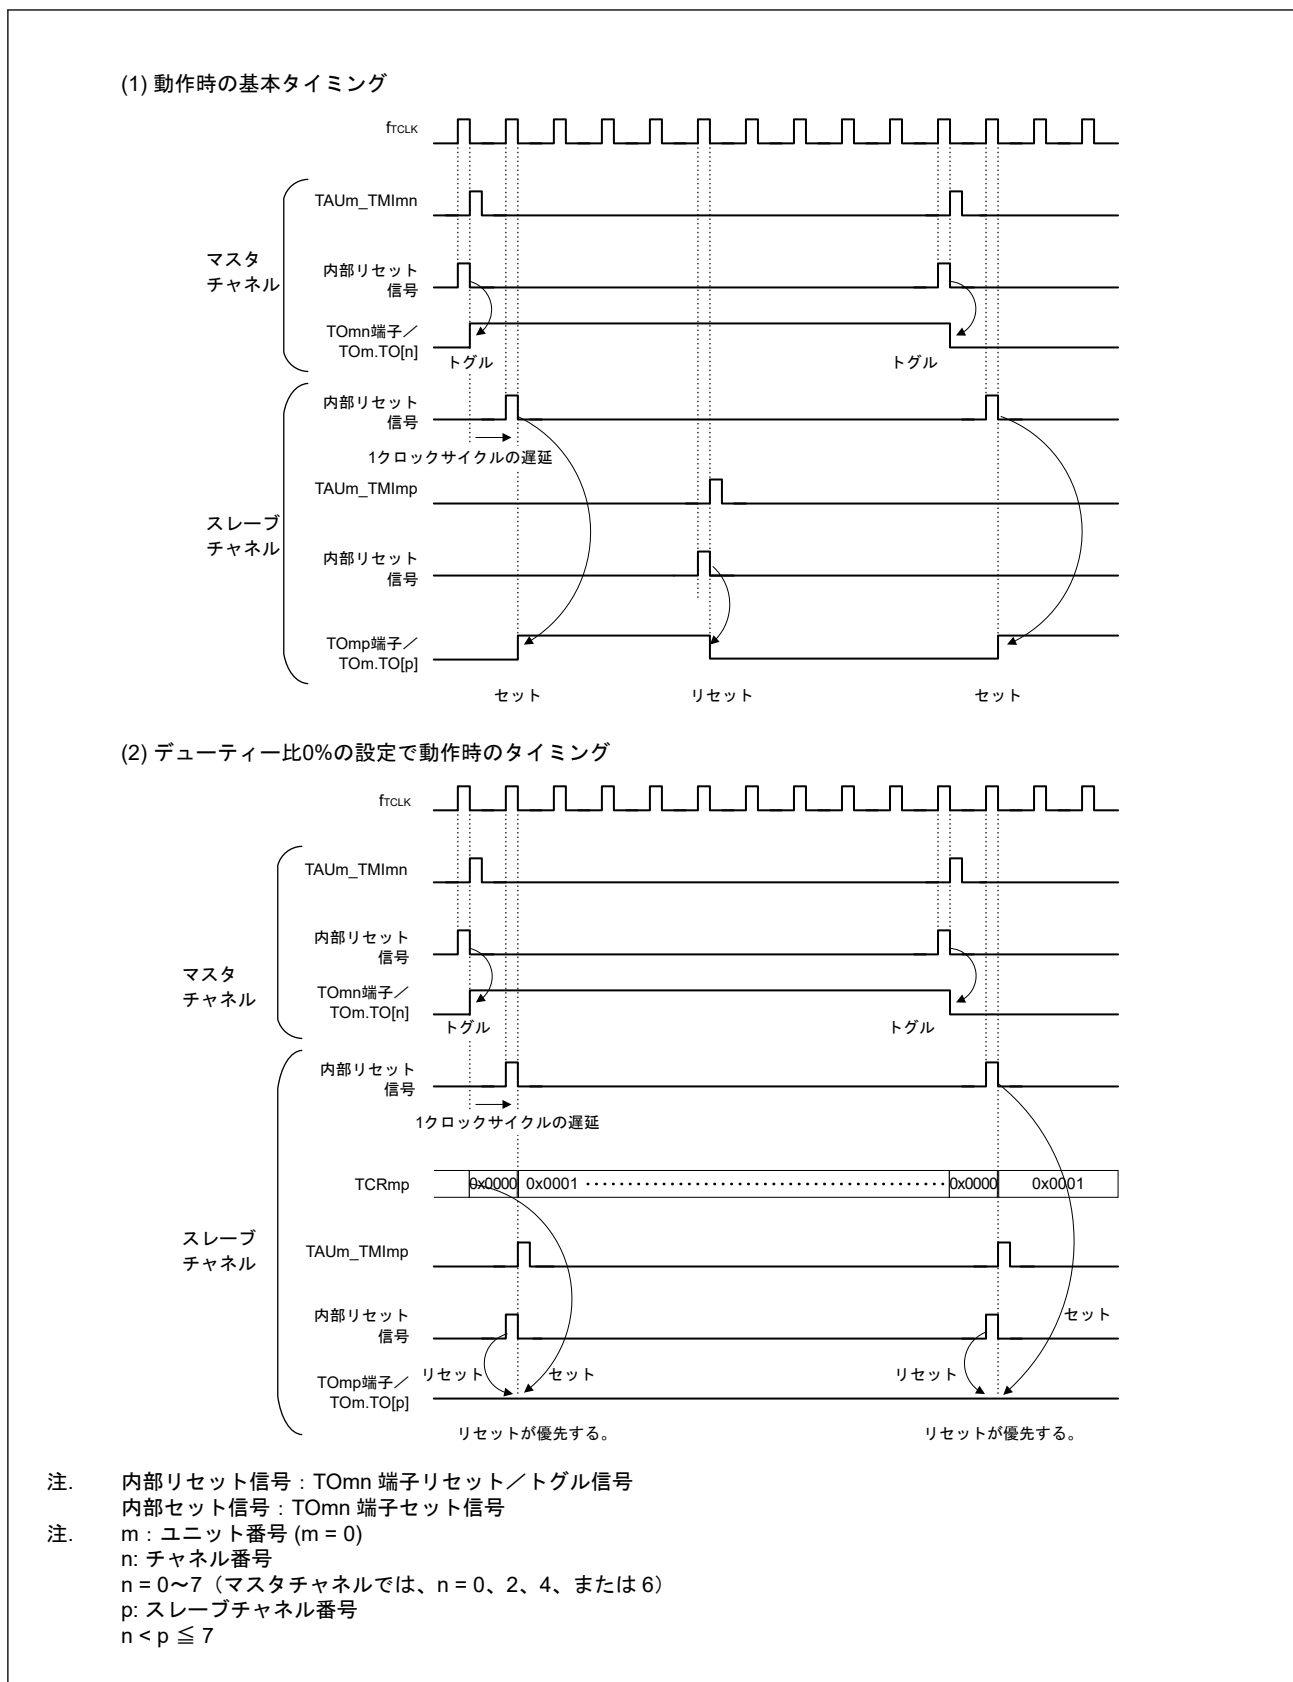 (1) 動作時の基本タイミング
fTCLK
TAUm_TMImn
マスタ
チャネル
内部リセット
信号
TOmn端子／
TOm.TO[n]
トグル
トグル
内部リセット
信号
1クロックサイクルの遅延
TAUm_TMImp
スレーブ
チャネル
内部リセット
信号
TOmp端子／
TOm.TO[p]
セット
リセット
セット
(2) デューティー比0%の設定で動作時のタイミング
fTCLK
TAUm_TMImn
内部リセット
信号
マスタ
チャネル
TOmn端子／
TOm.TO[n]
トグル
トグル
内部リセット
信号
1クロックサイクルの遅延
TCRmp
0x0000
0x0001
0x0000
0x0001
スレーブ
チャネル
TAUm_TMImp
内部リセット
信号
セット
リセット
セット
リセット
TOmp端子／
TOm.TO[p]
リセットが優先する。
リセットが優先する。
注. 内部リセット信号：TOmn 端子リセット／トグル信号
内部セット信号：TOmn 端子セット信号
注. m：ユニット番号 (m = 0)
n: チャネル番号
n = 0～7（マスタチャネルでは、n = 0、2、4、または 6）
p: スレーブチャネル番号
n < p ≦ 7